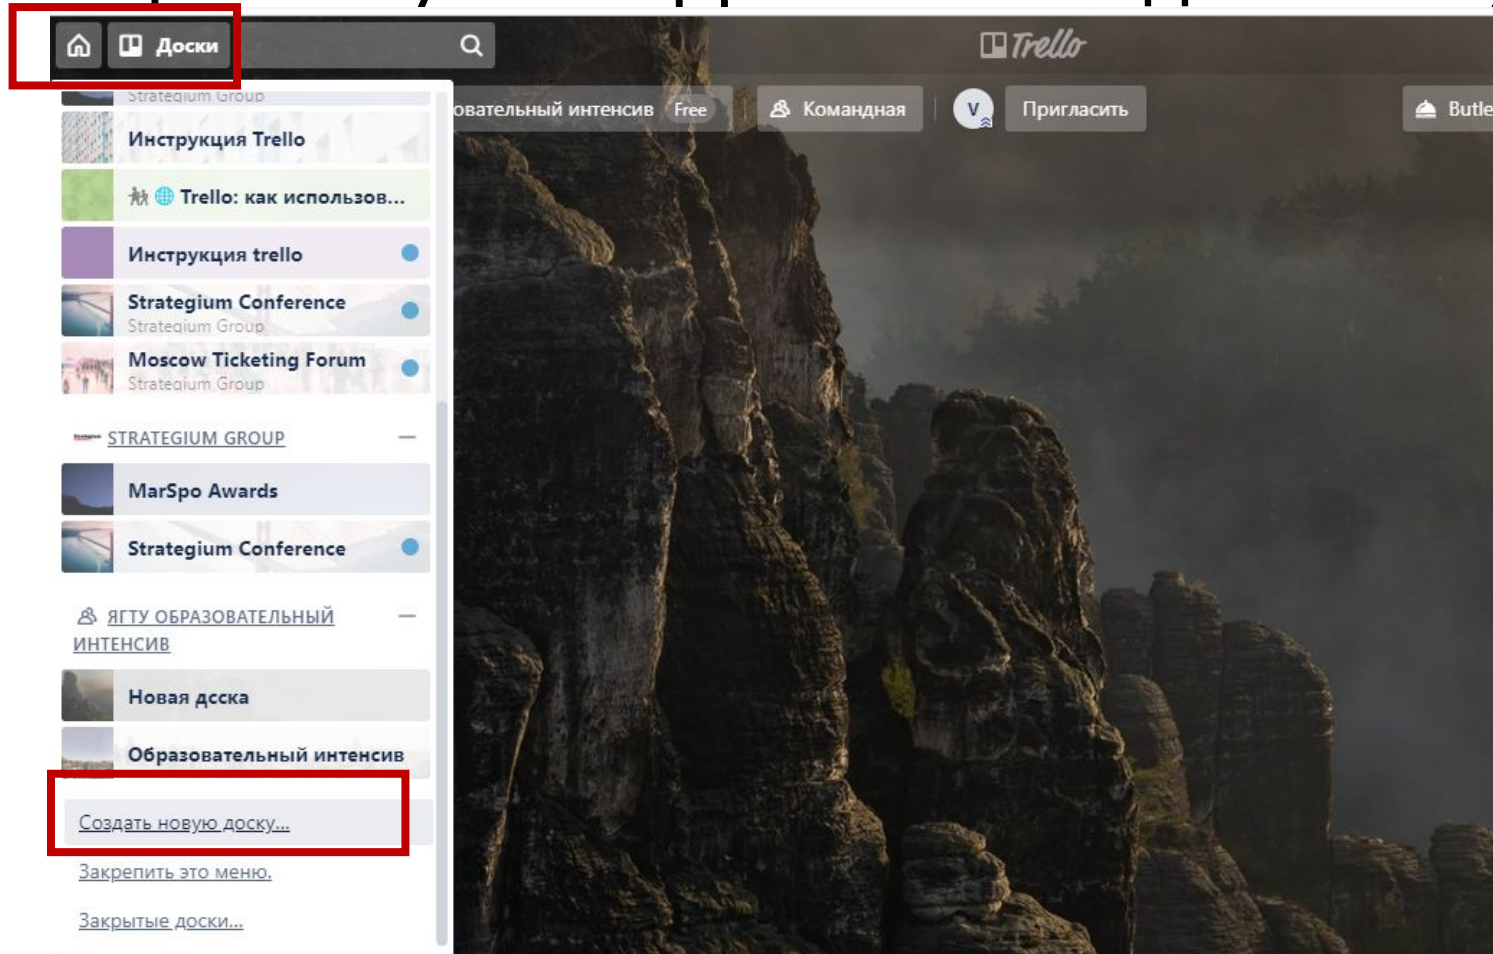 Доски
Trello
Strategium Group
овательный интенсив Free
Командная
V
Пригласить
Butle
Инструкция Trello
Trello: как использов...
Инструкция trello
Strategium Conference
Strategium Group
Moscow Ticketing Forum
Strategium Group
STRATEGIUM GROUP
MarSpo Awards
Strategium Conference
ЯГТУ ОБРАЗОВАТЕЛЬНЫЙ
ИНТЕНСИВ
Новая дсска
Образовательный интенсив
Создать новую доску...
Закрепить это меню.
Закрытые доски...